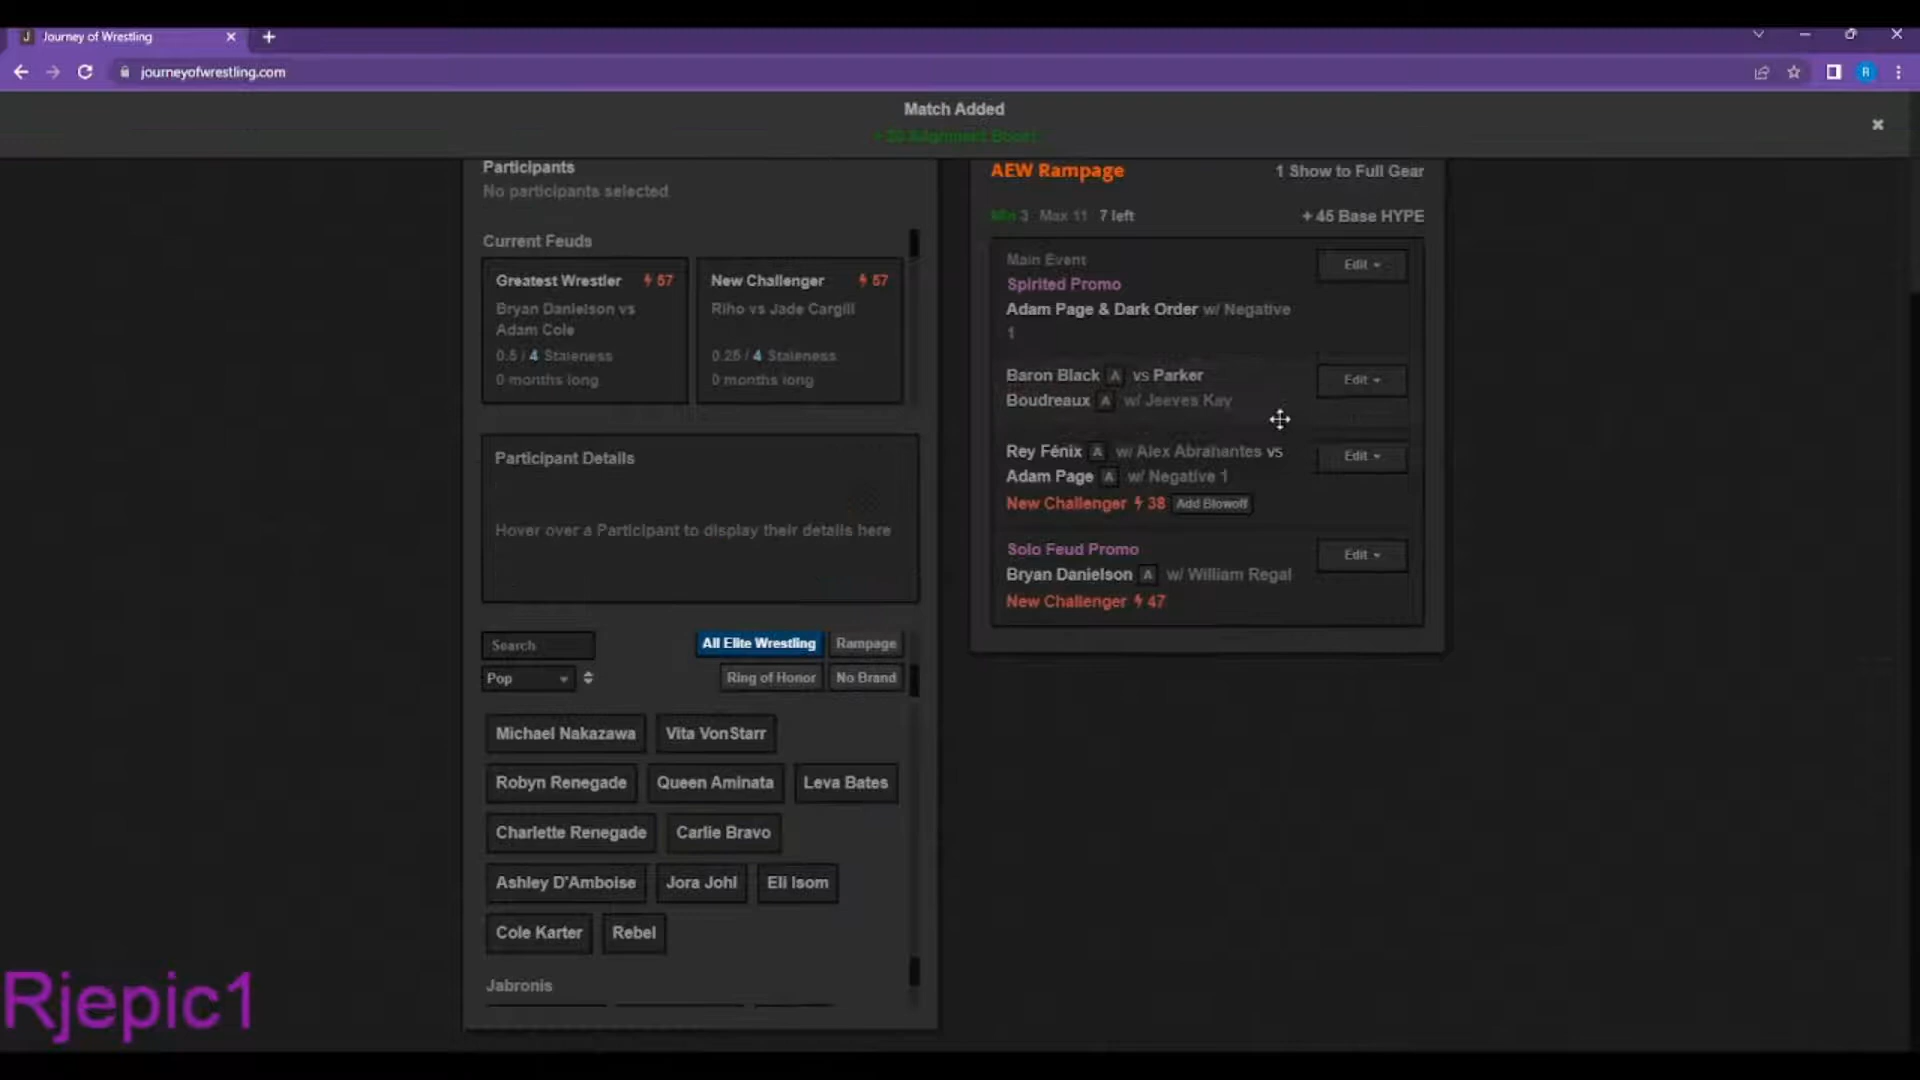 Journey of Wrestling
journeyofwrestling.com
R
Match Added
+ 30 Alignment Boost
Participants
No participants selected
Current Feuds
Greatest Wrestler 57
Bryan Danielson vs
Adam Cole
0.5 / 4 Staleness
0 months long
New Challenger 57
Riho vs Jade Cargill
0.25 / 4 Staleness
0 months long
Participant Details
Hover over a Participant to display their details here
Search
All Elite Wrestling Rampage
Pop
Ring of Honor No Brand
Michael Nakazawa Vita VonStarr
Robyn Renegade Queen Aminata Leva Bates
Charlette Renegade Carlie Bravo
Ashley D'Amboise Jora Johl Eli Isom
Cole Karter Rebel
Jabronis
AEW Rampage 1 Show to Full Gear
Min 3 Max 11 7 left + 45 Base HYPE
Main Event
Edit
Spirited Promo
Adam Page & Dark Order w/ Negative
1
Baron Black A vs Parker
Edit
Boudreaux A w/ Jeeves Kay
Rey Fénix A w/ Alex Abrahantes vs
Edit
Adam Page A w/ Negative 1
New Challenger 38 Add Blowoff
Solo Feud Promo
Edit
Bryan Danielson A w/ William Regal
New Challenger 47
Rjepic1